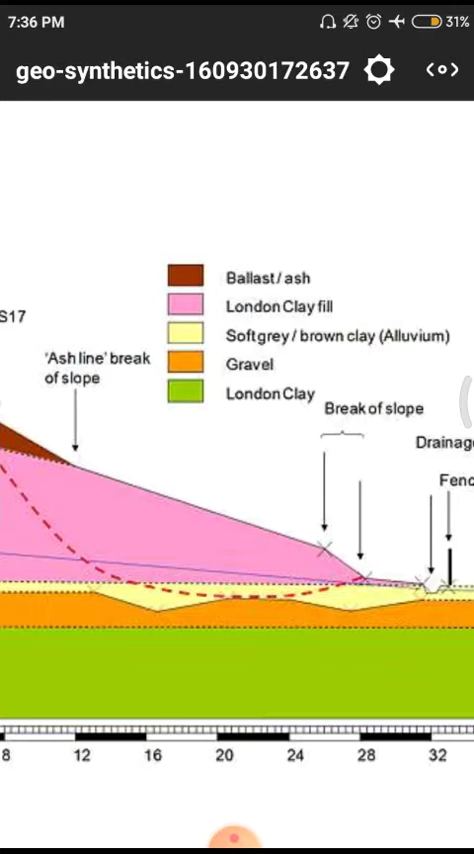 7:36 PM
31%
geo-synthetics-160930172637
Ballast / ash
London Clay fill
S17
Soft grey / brown clay (Alluvium)
'Ash line' break
of slope
Gravel
London Clay
Break of slope
Drainag
Fenc
8 12 16 20 24 28 32